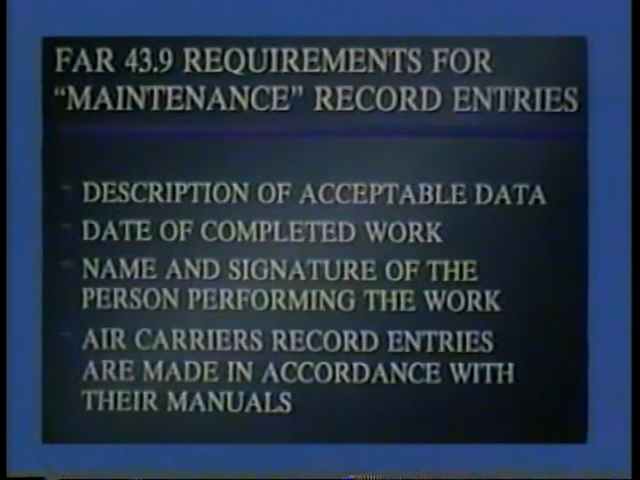 FAR 43.9 REQUIREMENTS FOR
“MAINTENANCE” RECORD ENTRIES
- DESCRIPTION OF ACCEPTABLE DATA
- DATE OF COMPLETED WORK
- NAME AND SIGNATURE OF THE
PERSON PERFORMING THE WORK
- AIR CARRIERS RECORD ENTRIES
ARE MADE IN ACCORDANCE WITH
THEIR MANUALS